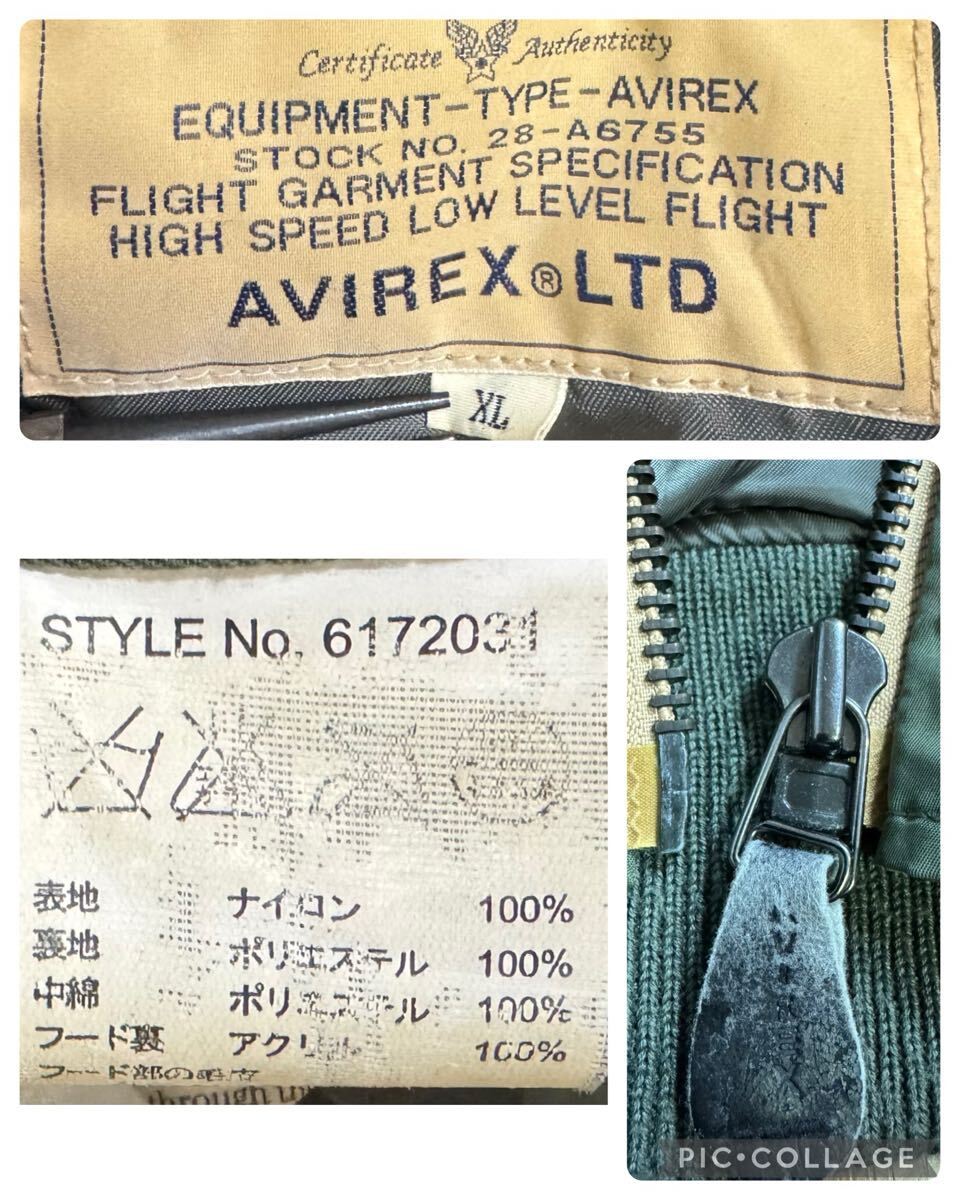 Certificate Authenticity
EQUIPMENT-TYPE-AVIREX
STOCK NO. 28-A6755
FLIGHT GARMENT SPECIFICATION
HIGH SPEED LOW LEVEL FLIGHT
AVIREX®LTD
XL
STYLE No. 6172031
表地 ナイロン 100%
裏地 ポリエステル 100%
中綿 ポリエステル 100%
フード裏 アクリル 100%
through
PIC•COLLAGE